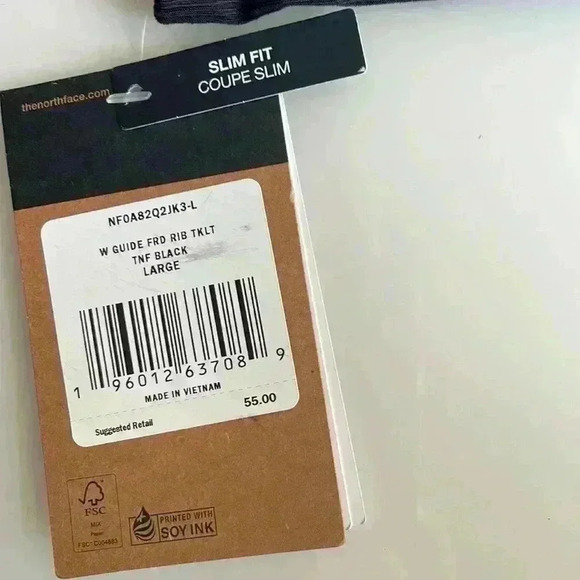 SLIM FIT
COUPE SLIM
thenorthface.com
NF0A82Q2JK3-L
W GUIDE FRD RIB TKLT
TNF BLACK
LARGE
1 96012 63708 9
MADE IN VIETNAM
55.00
Suggested Retail
FSC
MIX
Paper
PRINTED WITH
SOY INK